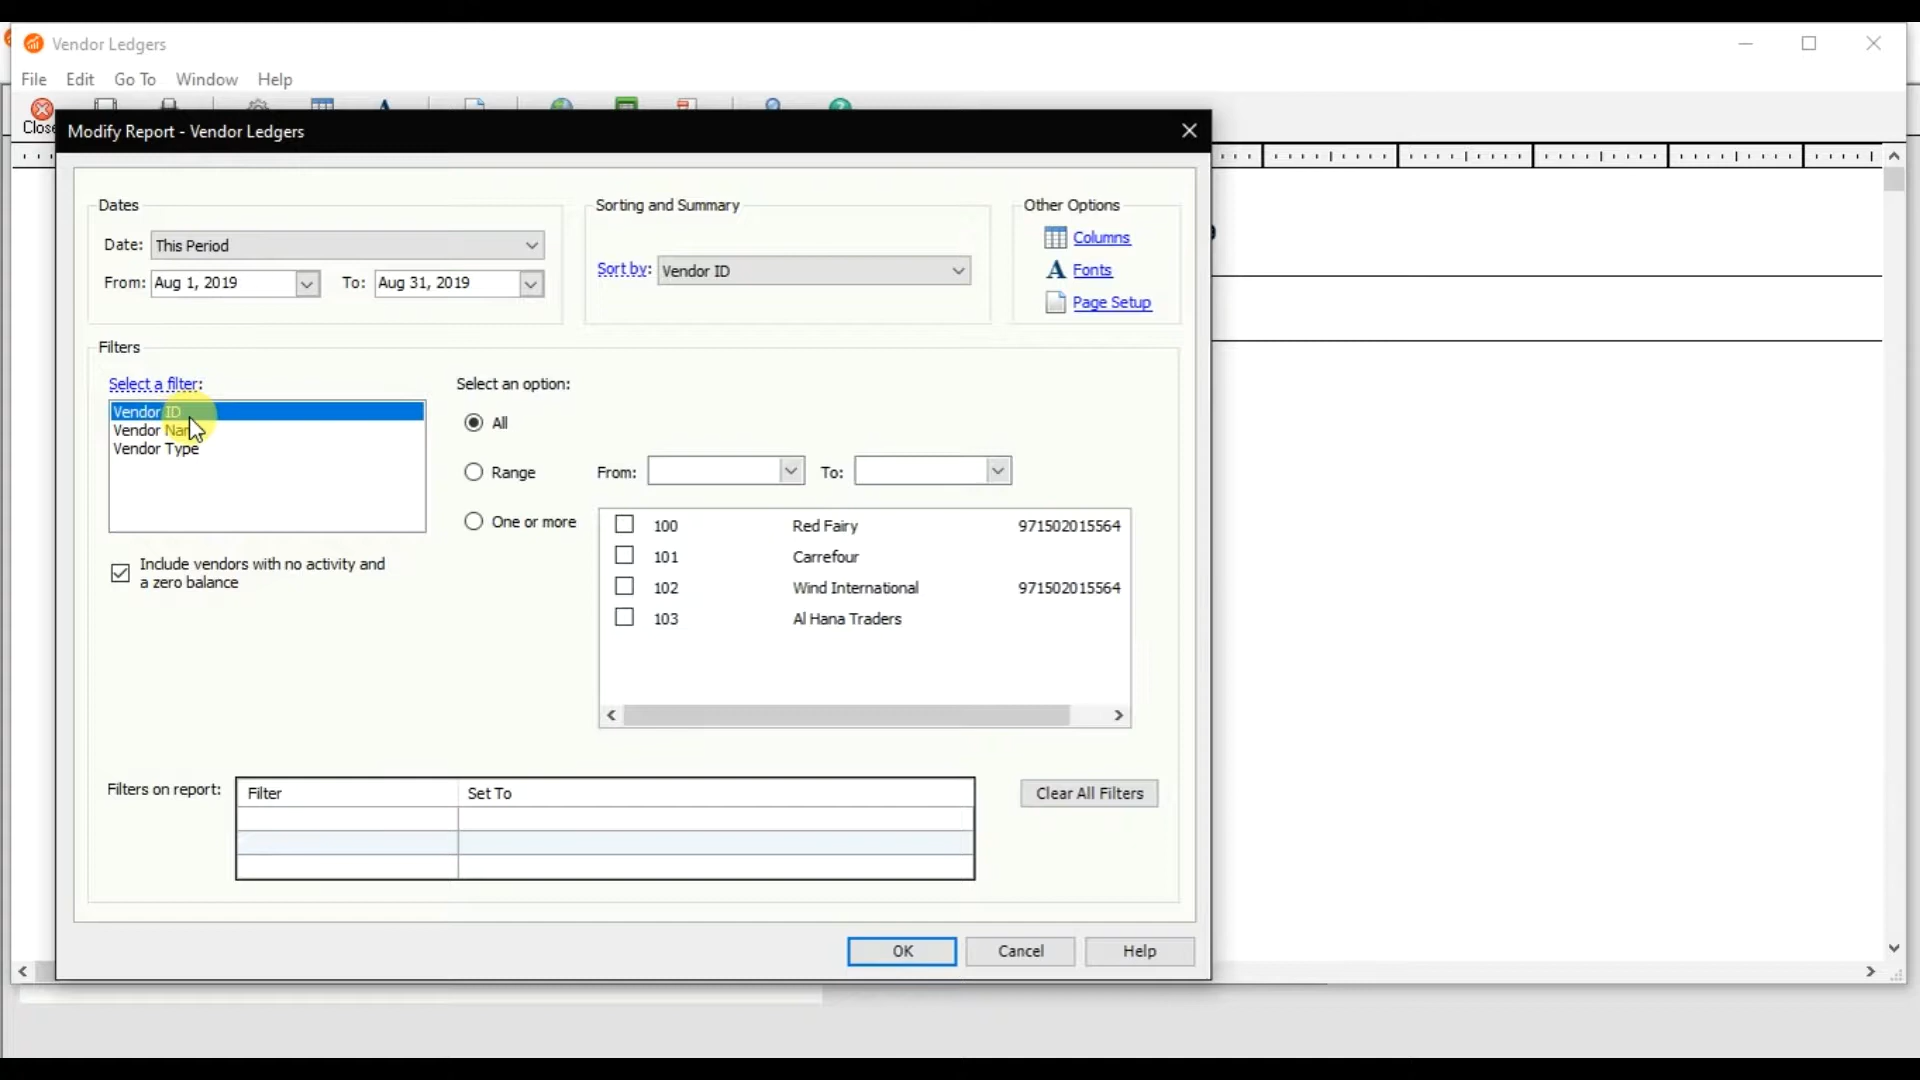 Vendor Ledgers
File Edit Go To Window Help
Close
Modify Report - Vendor Ledgers
Dates
Date: This Period
From: Aug 1, 2019 To: Aug 31, 2019
Sorting and Summary
Sort by: Vendor ID
Other Options
Columns
Fonts
Page Setup
Filters
Select a filter:
Vendor ID
Vendor
Vendor Type
Include vendors with no activity and
a zero balance
Select an option:
All
Range From: To:
One or more
100 Red Fairy 971502015564
101 Carrefour
102 Wind International 971502015564
103 Al Hana Traders
Filters on report:
Filter Set To
Clear All Filters
OK Cancel Help